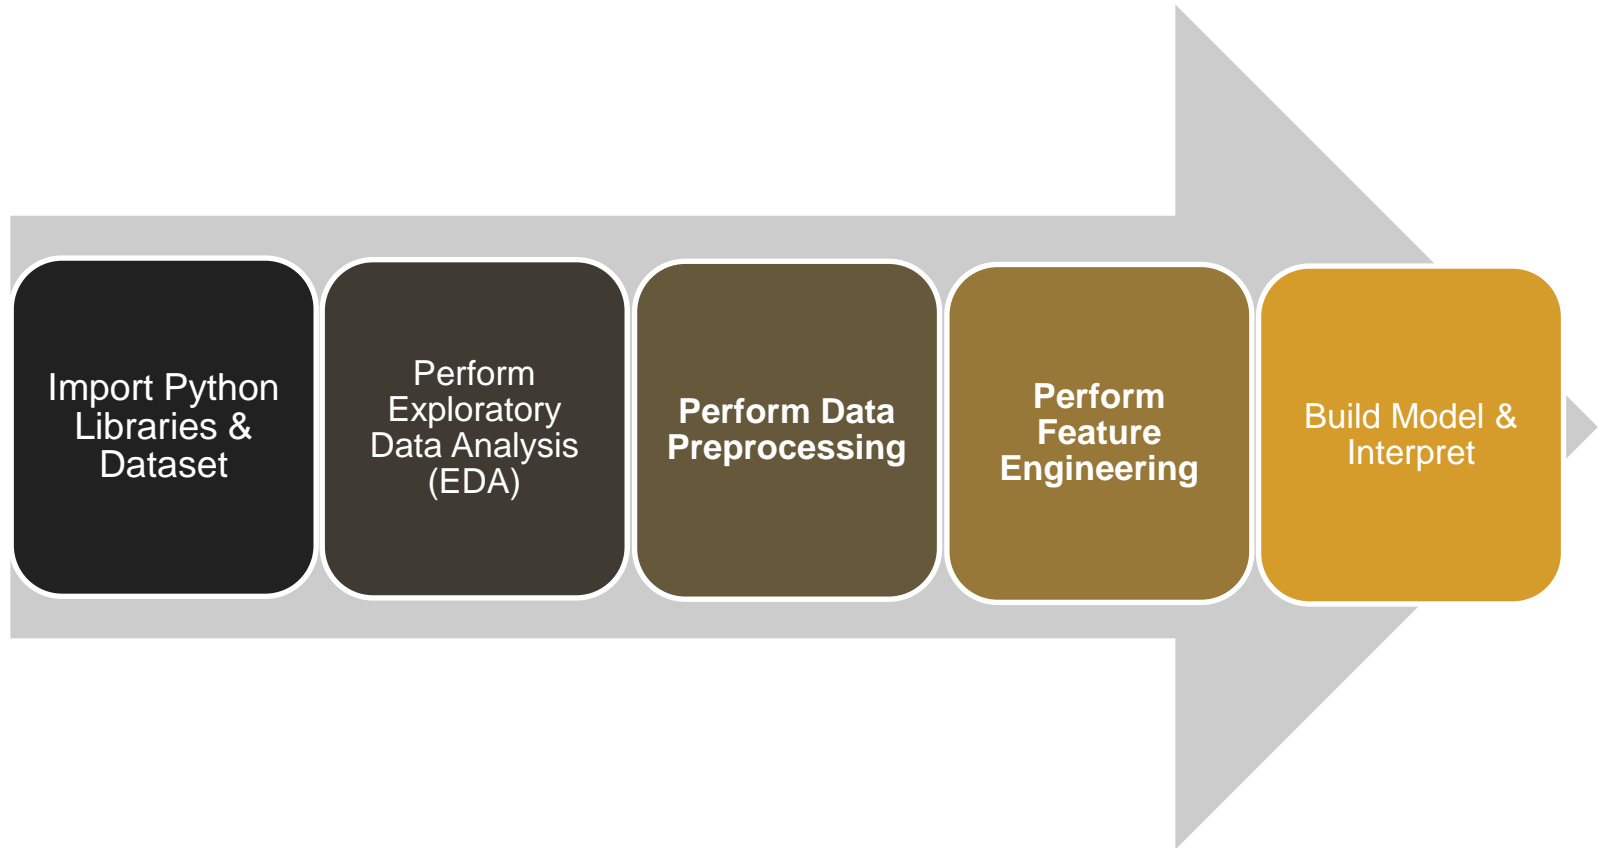 Import Python
Libraries &
Dataset
Perform
Exploratory
Data Analysis
(EDA)
Perform Data
Preprocessing
Perform
Feature
Engineering
Build Model &
Interpret